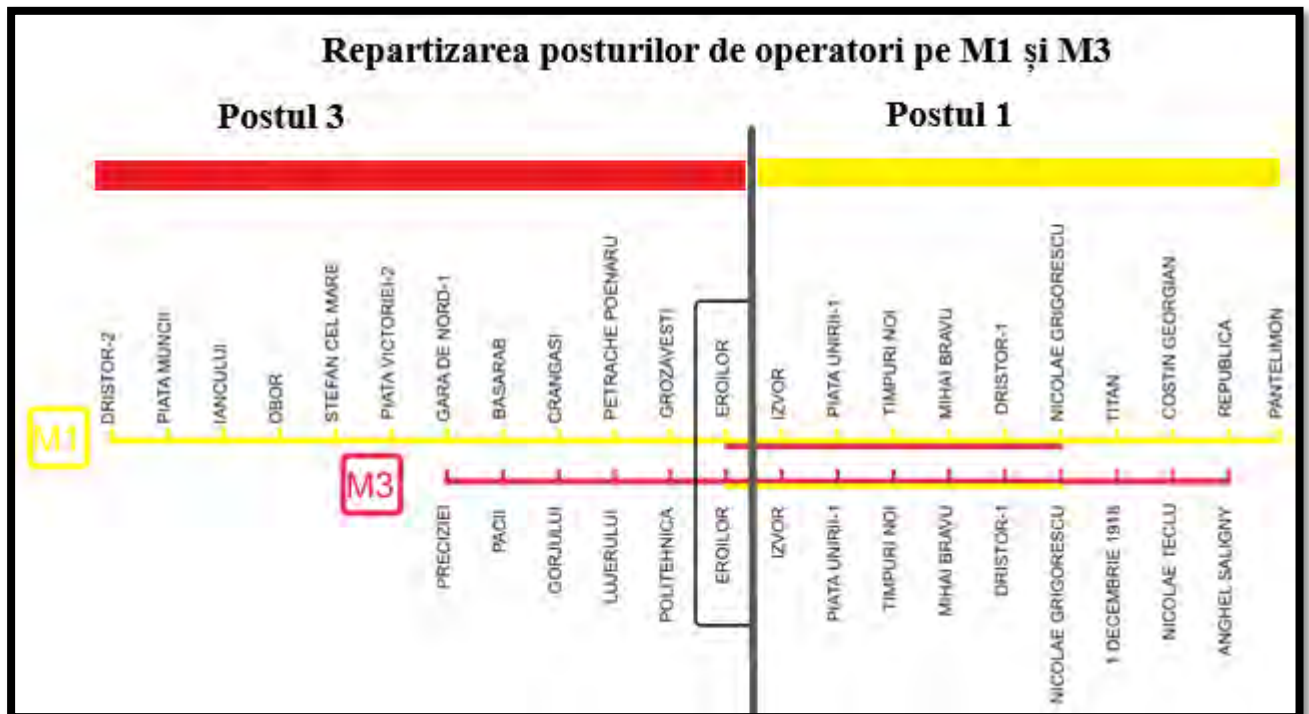 Repartizarea posturilor de operatori pe M1 și M3
Postul 3
Postul 1
DRISTOR-2
PIATA MUNCII
IANCULUI
OBOR
STEFAN CEL MARE
PIATA VICTORIEI-2
GARA DE NORD-1
BASARAB
CRANGASI
PETRACHE POENARU
GROZAVESTI
EROILOR
IZVOR
PIATA UNIRII-1
TIMPURI NOI
MIHAI BRAVU
DRISTOR-1
NICOLAE GRIGORESCU
TITAN
COSTIN GEORGIAN
REPUBLICA
PANTELIMON
M1
M3
PRECIZIEI
PACII
GORJULUI
LUJERULUI
POLITEHNICA
EROILOR
IZVOR
PIATA UNIRII-1
TIMPURI NOI
MIHAI BRAVU
DRISTOR-1
NICOLAE GRIGORESCU
1 DECEMBRIE 1918
NICOLAE TECLU
ANGHEL SALIGNY